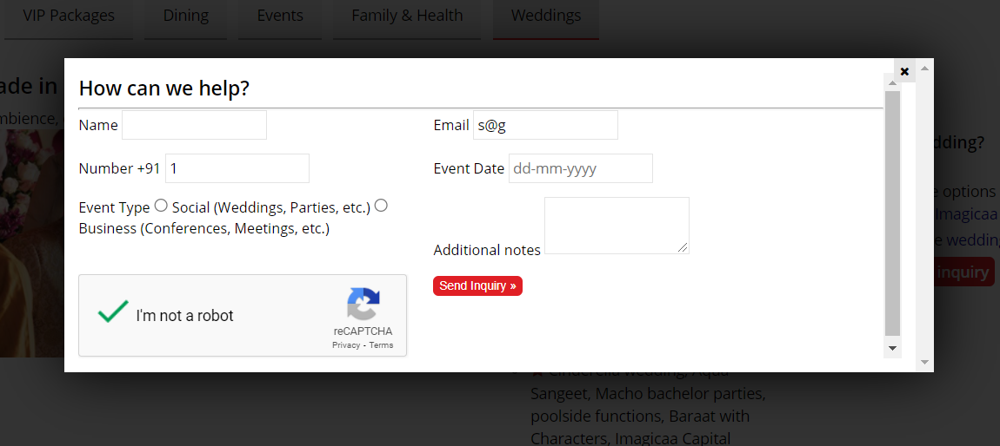 VIP Packages Dining Events Family & Health Weddings
ade in
mbience,
How can we help?
Name
Email s@g
Number +91 1
Event Date dd-mm-yyyy
Event Type Social (Weddings, Parties, etc.)
Business (Conferences, Meetings, etc.)
Additional notes
Send Inquiry »
I'm not a robot
reCAPTCHA
Privacy - Terms
dding?
e options
Imagicaa
e wedding
inquiry
Cinderella wedding, Aqua
Sangeet, Macho bachelor parties,
poolside functions, Baraat with
Characters, Imagicaa Capital